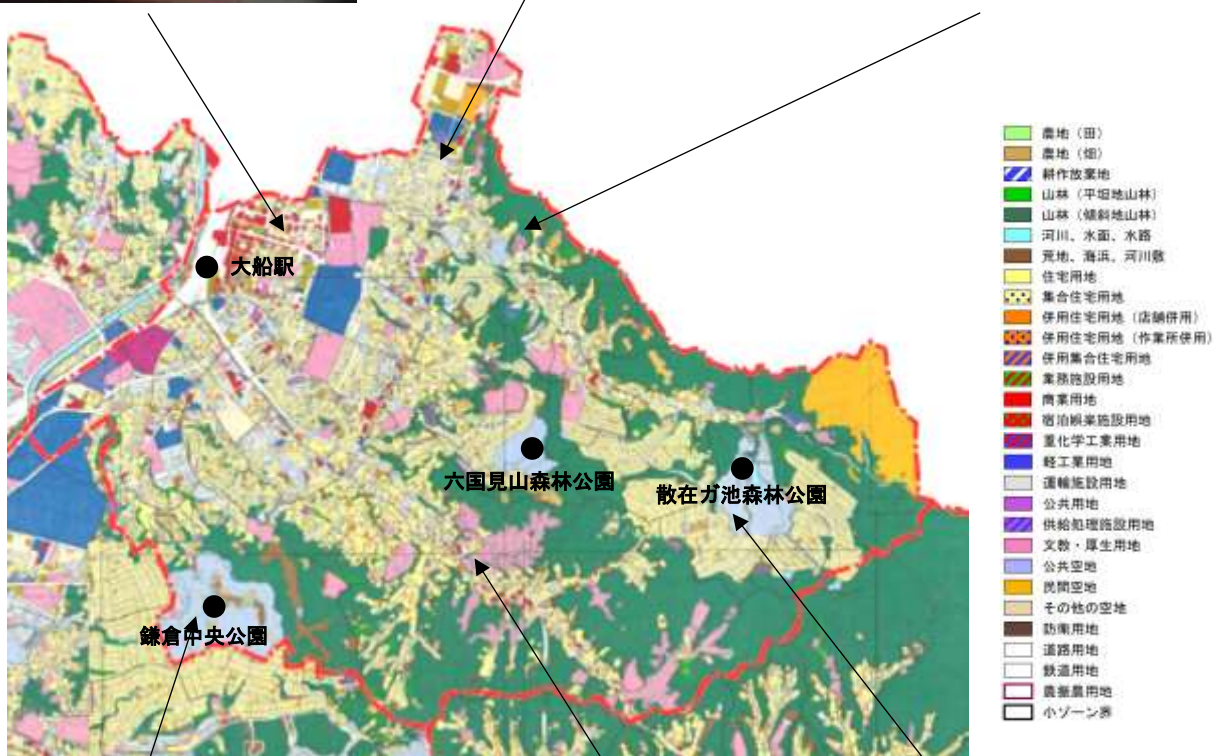 大船駅
六国見山森林公園
散在ガ池森林公園
鎌倉中央公園
農地（田）
農地（畑）
耕作放棄地
山林（平坦地山林）
山林（傾斜地山林）
河川、水面、水路
荒地、海浜、河川敷
住宅用地
集合住宅用地
併用住宅用地（店舗併用）
併用住宅用地（作業所併用）
併用集合住宅用地
業務施設用地
商業用地
宿泊娯楽施設用地
重化学工業用地
軽工業用地
運輸施設用地
公共用地
供給処理施設用地
文教・厚生用地
公共空地
民間空地
その他の空地
防衛用地
道路用地
鉄道用地
農振農用地
小ゾーン界